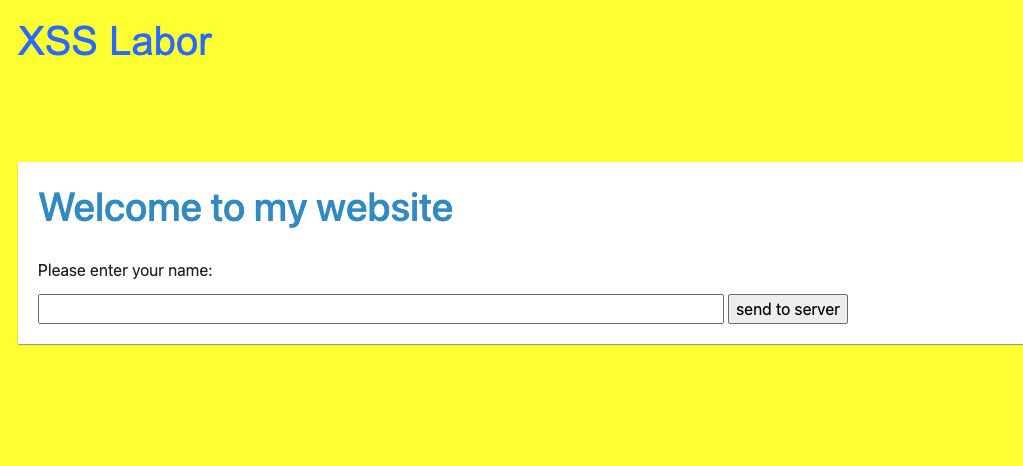 XSS Labor
Welcome to my website
Please enter your name:
send to server